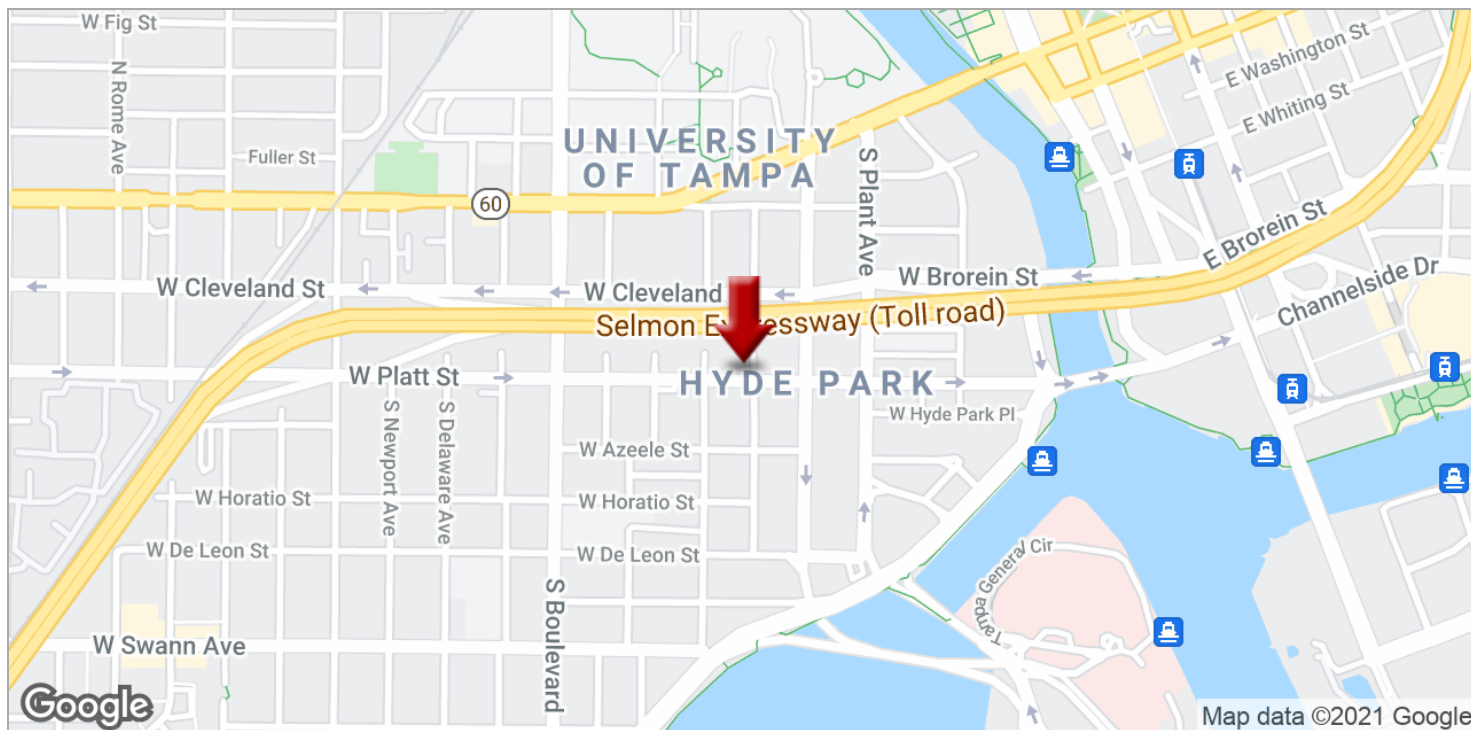 W Fig St
N Rome Ave
Fuller St
UNIVERSITY
OF TAMPA
60
S Plant Ave
E Washington St
E Whiting St
E Brorein St
W Brorein St
Channelside Dr
W Cleveland St
W Cleveland
Selmon Expressway (Toll road)
W Platt St
HYDE PARK
W Hyde Park Pl
S Newport Ave
S Delaware Ave
W Azeele St
W Horatio St
W Horatio St
W De Leon St
W De Leon St
Tampa General Cir
S Boulevard
W Swann Ave
Google
Map data ©2021 Google